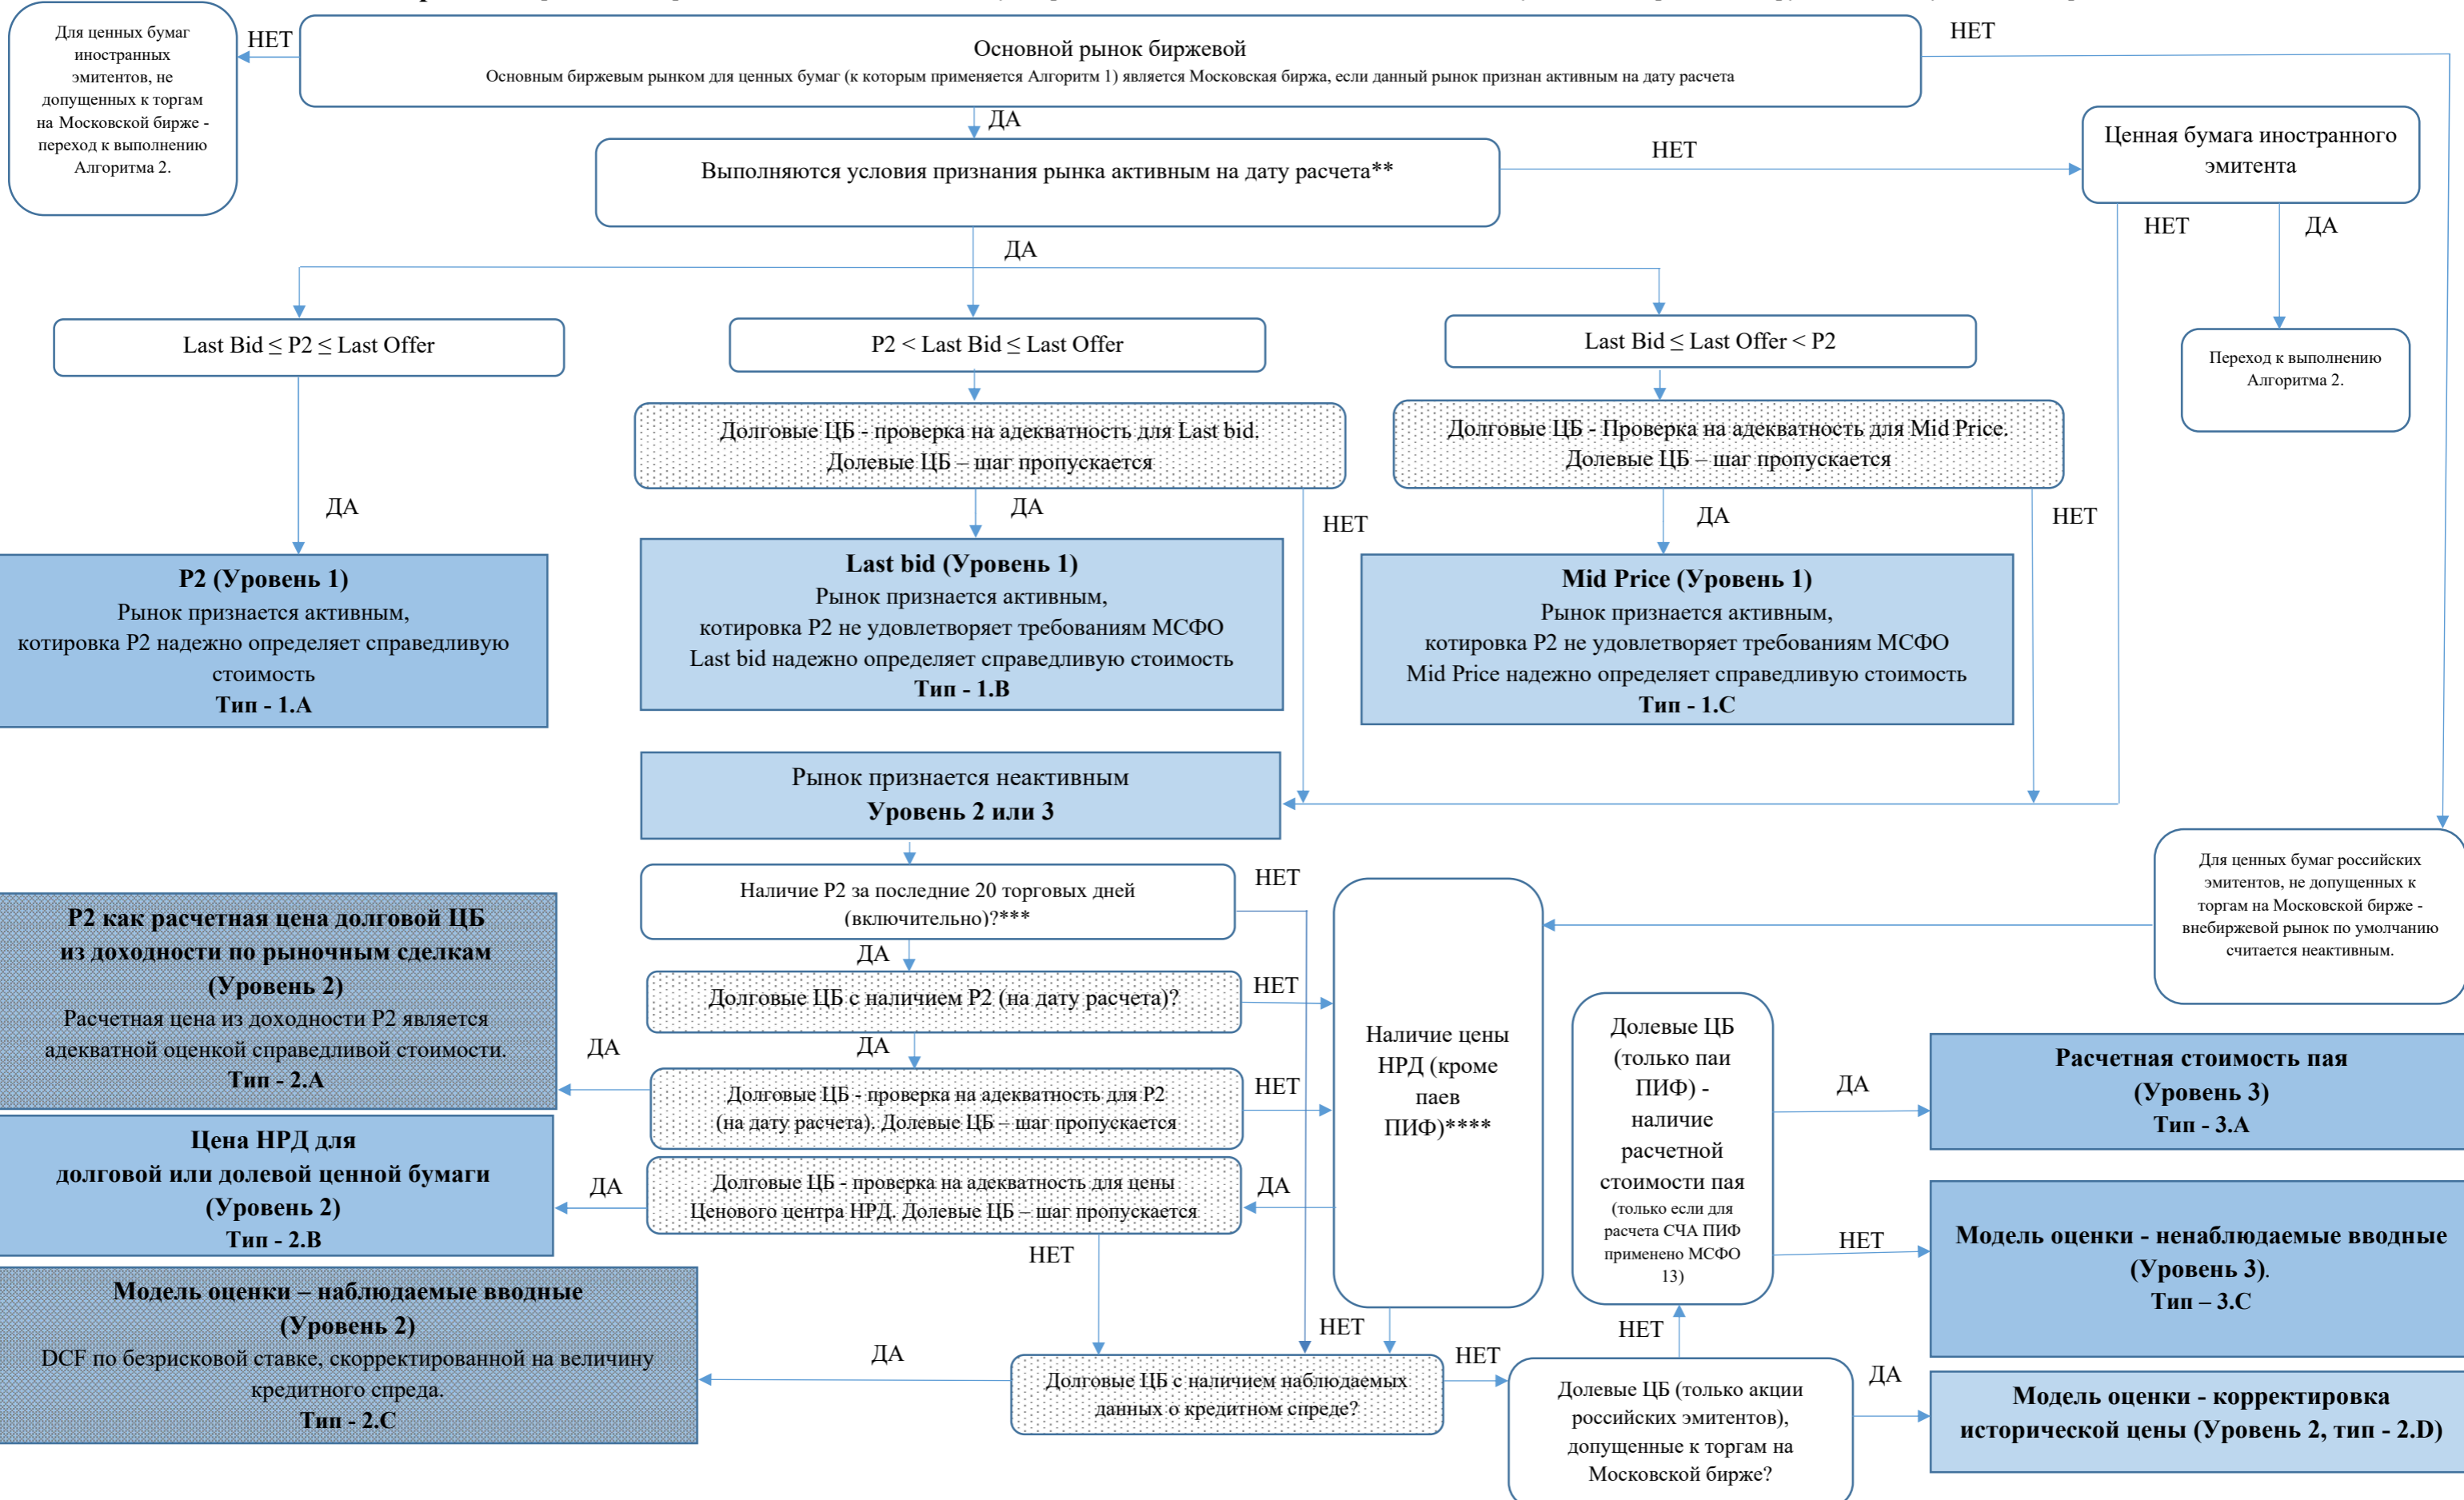 Для ценных бумаг
иностранных
эмитентов, не
допущенных к торгам
на Московской бирже -
переход к выполнению
Алгоритма 2.
НЕТ
Основной рынок биржевой
Основным биржевым рынком для ценных бумаг (к которым применяется Алгоритм 1) является Московская биржа, если данный рынок признан активным на дату расчета
НЕТ
ДА
Выполняются условия признания рынка активным на дату расчета**
НЕТ
Ценная бумага иностранного
эмитента
НЕТ
ДА
ДА
Переход к выполнению
Алгоритма 2.
Last Bid ≤ P2 ≤ Last Offer
P2 < Last Bid ≤ Last Offer
Last Bid ≤ Last Offer < P2
Долговые ЦБ - проверка на адекватность для Last bid.
Долевые ЦБ – шаг пропускается
Долговые ЦБ - Проверка на адекватность для Mid Price.
Долевые ЦБ – шаг пропускается
ДА
ДА
НЕТ
ДА
НЕТ
P2 (Уровень 1)
Рынок признается активным,
котировка P2 надежно определяет справедливую
стоимость
Тип - 1.A
Last bid (Уровень 1)
Рынок признается активным,
котировка P2 не удовлетворяет требованиям МСФО
Last bid надежно определяет справедливую стоимость
Тип - 1.B
Mid Price (Уровень 1)
Рынок признается активным,
котировка P2 не удовлетворяет требованиям МСФО
Mid Price надежно определяет справедливую стоимость
Тип - 1.C
Рынок признается неактивным
Уровень 2 или 3
Для ценных бумаг российских
эмитентов, не допущенных к
торгам на Московской бирже -
внебиржевой рынок по умолчанию
считается неактивным.
Наличие P2 за последние 20 торговых дней
(включительно)?***
НЕТ
ДА
Долговые ЦБ с наличием P2 (на дату расчета)?
НЕТ
ДА
Долговые ЦБ - проверка на адекватность для P2
(на дату расчета). Долевые ЦБ – шаг пропускается
НЕТ
ДА
P2 как расчетная цена долговой ЦБ
из доходности по рыночным сделкам
(Уровень 2)
Расчетная цена из доходности P2 является
адекватной оценкой справедливой стоимости.
Тип - 2.A
Наличие цены
НРД (кроме
паев
ПИФ)****
ДА
Долговые ЦБ - проверка на адекватность для цены
Ценового центра НРД. Долевые ЦБ – шаг пропускается
ДА
Цена НРД для
долговой или долевой ценной бумаги
(Уровень 2)
Тип - 2.B
НЕТ
НЕТ
Долговые ЦБ с наличием наблюдаемых
данных о кредитном спреде?
ДА
Модель оценки – наблюдаемые вводные
(Уровень 2)
DCF по безрисковой ставке, скорректированной на величину
кредитного спреда.
Тип - 2.C
НЕТ
Долевые ЦБ (только акции
российских эмитентов),
допущенные к торгам на
Московской бирже?
НЕТ
ДА
Долевые ЦБ
(только паи
ПИФ) -
наличие
расчетной
стоимости пая
(только если для
расчета СЧА ПИФ
применено МСФО
13)
ДА
Расчетная стоимость пая
(Уровень 3)
Тип - 3.A
НЕТ
Модель оценки - ненаблюдаемые вводные
(Уровень 3).
Тип – 3.C
Модель оценки - корректировка
исторической цены (Уровень 2, тип - 2.D)